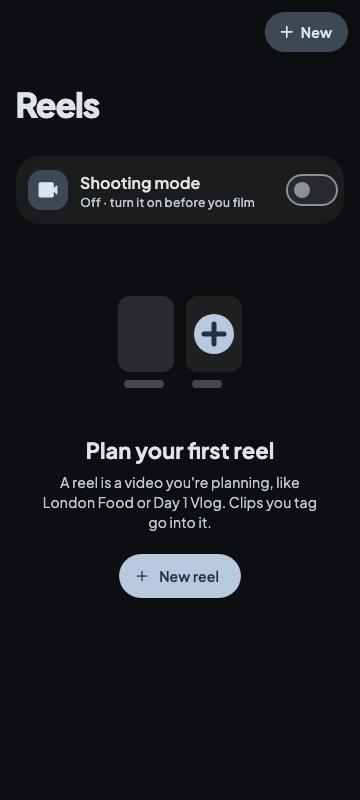 New
Reels
Shooting mode
Off · turn it on before you film
Plan your first reel
A reel is a video you're planning, like
London Food or Day 1 Vlog. Clips you tag
go into it.
New reel